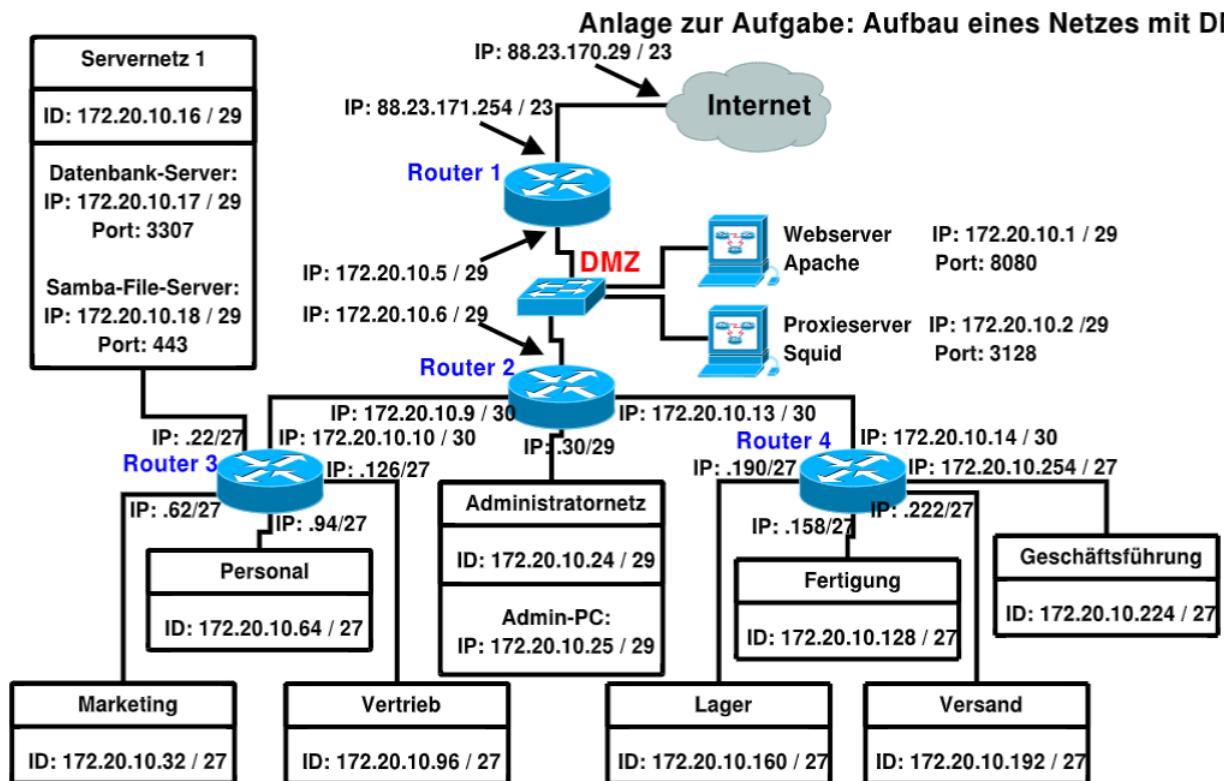 Anlage zur Aufgabe: Aufbau eines Netzes mit
IP: 88.23.170.29 / 23
Internet
IP: 88.23.171.254 / 23
Router 1
Servernetz 1
ID: 172.20.10.16 / 29
Datenbank-Server:
IP: 172.20.10.17 / 29
Port: 3307
Samba-File-Server:
IP: 172.20.10.18 / 29
Port: 443
IP: 172.20.10.5 / 29
DMZ
IP: 172.20.10.6 / 29
Webserver IP: 172.20.10.1 / 29
Apache Port: 8080
Proxieserver IP: 172.20.10.2 /29
Squid Port: 3128
Router 2
IP: 172.20.10.9 / 30
IP: 172.20.10.13 / 30
IP: .22/27
IP: 172.20.10.10 / 30
IP: .30/29
Router 4
IP: 172.20.10.14 / 30
Router 3
IP: .126/27
IP: .190/27
IP: 172.20.10.254 / 27
IP: .62/27
IP: .94/27
IP: .158/27
IP: .222/27
Administratornetz
ID: 172.20.10.24 / 29
Admin-PC:
IP: 172.20.10.25 / 29
Personal
ID: 172.20.10.64 / 27
Fertigung
ID: 172.20.10.128 / 27
Geschäftsführung
ID: 172.20.10.224 / 27
Marketing
ID: 172.20.10.32 / 27
Vertrieb
ID: 172.20.10.96 / 27
Lager
ID: 172.20.10.160 / 27
Versand
ID: 172.20.10.192 / 27